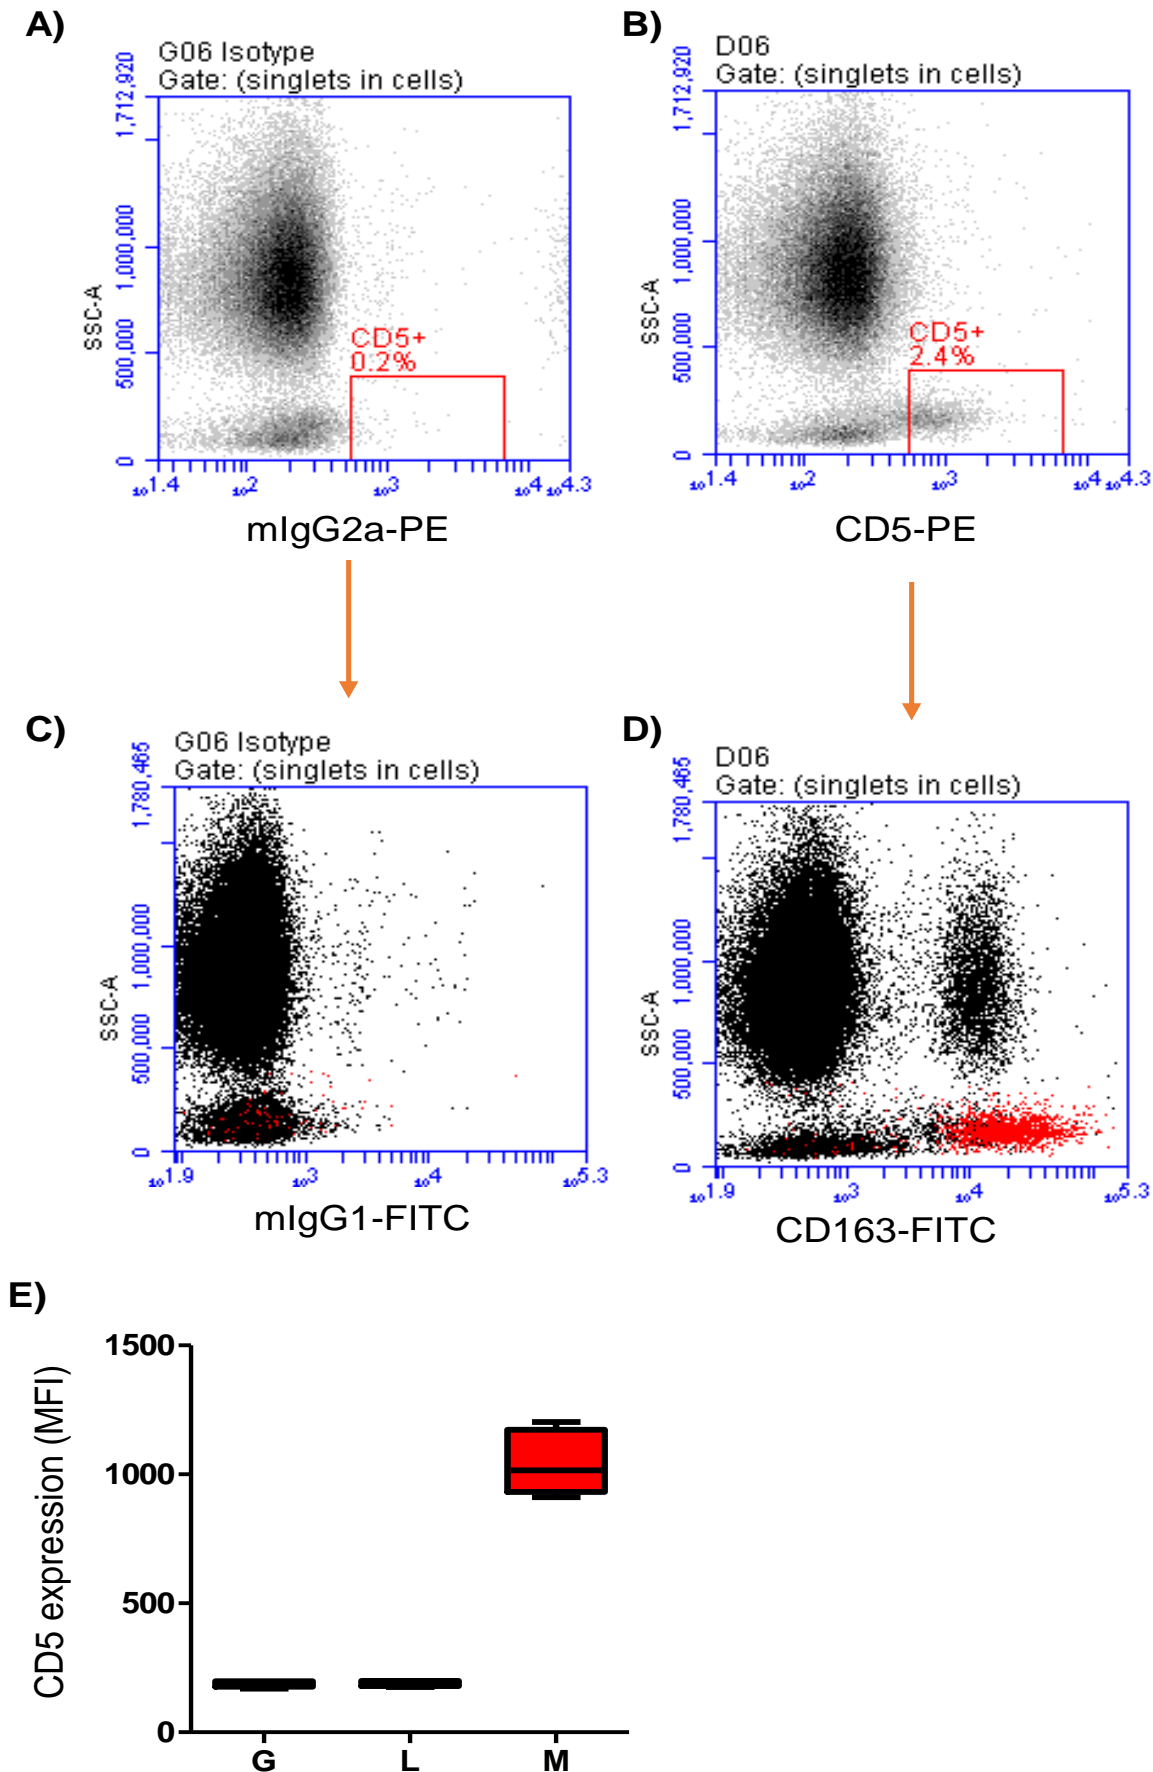 A)
G06 Isotype
Gate: (singlets in cells)
1,712,920
1,000,000
500,000
0
SSC-A
CD5+
0.2%
10^1.4 10^2 10^3 10^4 10^4.3
mIgG2a-PE
B)
D06
Gate: (singlets in cells)
1,712,920
1,000,000
500,000
0
SSC-A
CD5+
2.4%
10^1.4 10^2 10^3 10^4 10^4.3
CD5-PE
C)
G06 Isotype
Gate: (singlets in cells)
1,780,465
1,000,000
500,000
0
SSC-A
10^1.9 10^3 10^4 10^5.3
mIgG1-FITC
D)
D06
Gate: (singlets in cells)
1,780,465
1,000,000
500,000
0
SSC-A
10^1.9 10^3 10^4 10^5.3
CD163-FITC
E)
CD5 expression (MFI)
1500
1000
500
0
G L M